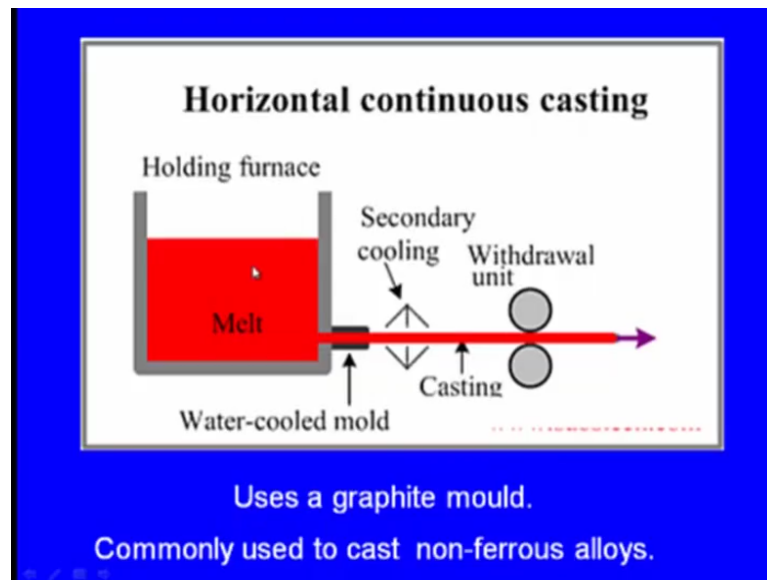 Horizontal continuous casting
Holding furnace
Secondary
cooling
Withdrawal
unit
Melt
Casting
Water-cooled mold
Uses a graphite mould.
Commonly used to cast non-ferrous alloys.